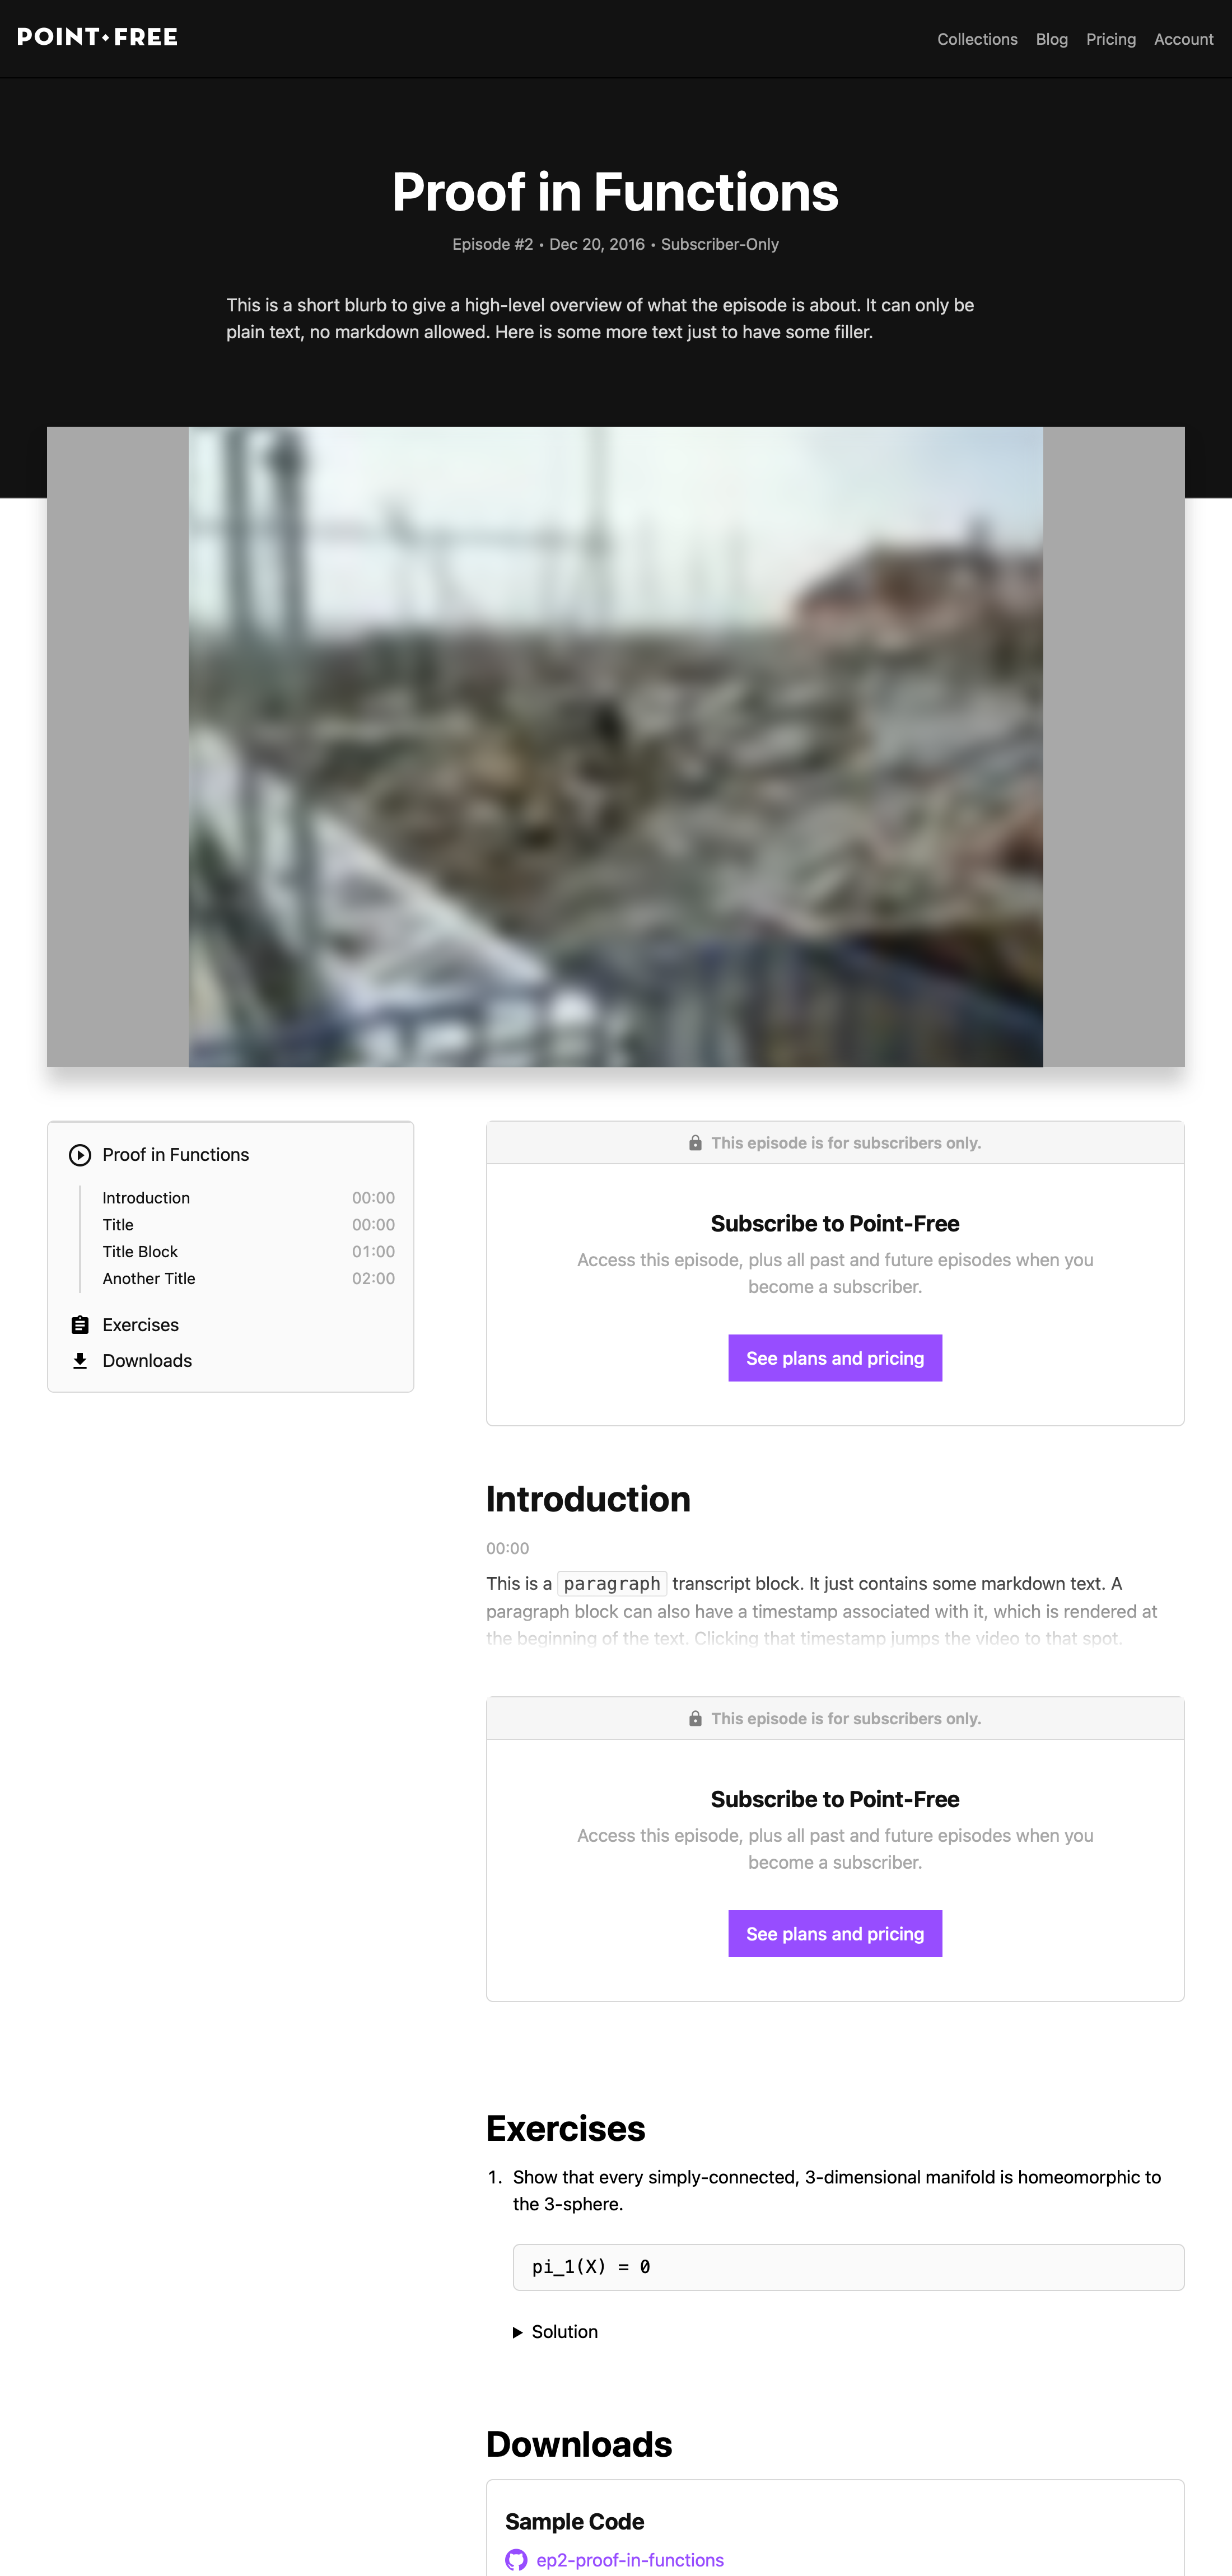 POINT•FREE
Collections Blog Pricing Account
Proof in Functions
Episode #2 • Dec 20, 2016 • Subscriber-Only
This is a short blurb to give a high-level overview of what the episode is about. It can only be
plain text, no markdown allowed. Here is some more text just to have some filler.
Proof in Functions
Introduction 00:00
Title 00:00
Title Block 01:00
Another Title 02:00
Exercises
Downloads
This episode is for subscribers only.
Subscribe to Point-Free
Access this episode, plus all past and future episodes when you
become a subscriber.
See plans and pricing
Introduction
00:00
This is a paragraph transcript block. It just contains some markdown text. A
paragraph block can also have a timestamp associated with it, which is rendered at
the beginning of the text. Clicking that timestamp jumps the video to that spot.
This episode is for subscribers only.
Subscribe to Point-Free
Access this episode, plus all past and future episodes when you
become a subscriber.
See plans and pricing
Exercises
1. Show that every simply-connected, 3-dimensional manifold is homeomorphic to
the 3-sphere.
pi_1(X) = 0
Solution
Downloads
Sample Code
ep2-proof-in-functions